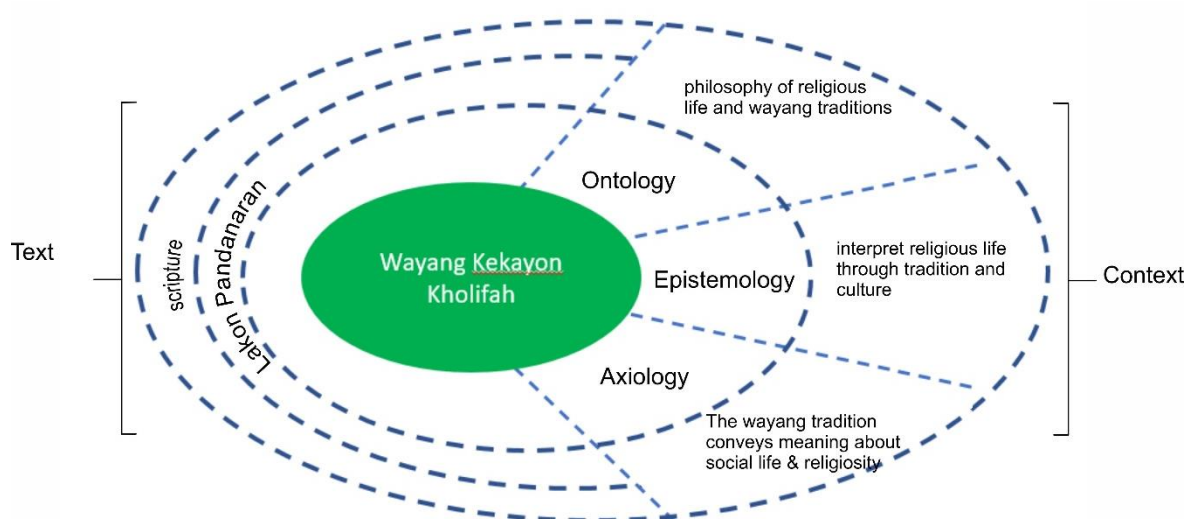 Text
scripture
Lakon Pandanaran
Wayang Kekayon
Kholifah
Ontology
Epistemology
Axiology
philosophy of religious
life and wayang traditions
interpret religious life
through tradition and
culture
The wayang tradition
conveys meaning about
social life & religiosity
Context